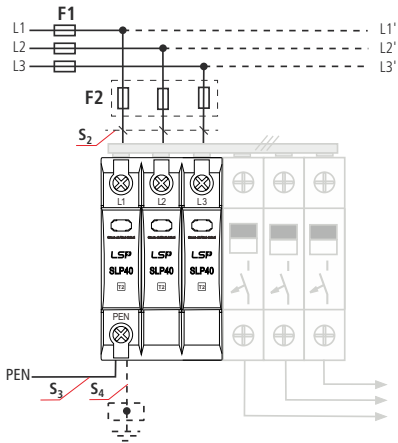 F1
L1 L1'
L2 L2'
L3 L3'
F2
S2
L1 L2 L3
LSP LSP LSP
SLP40 SLP40 SLP40
T2 T2 T2
PEN
PEN
S3 S4